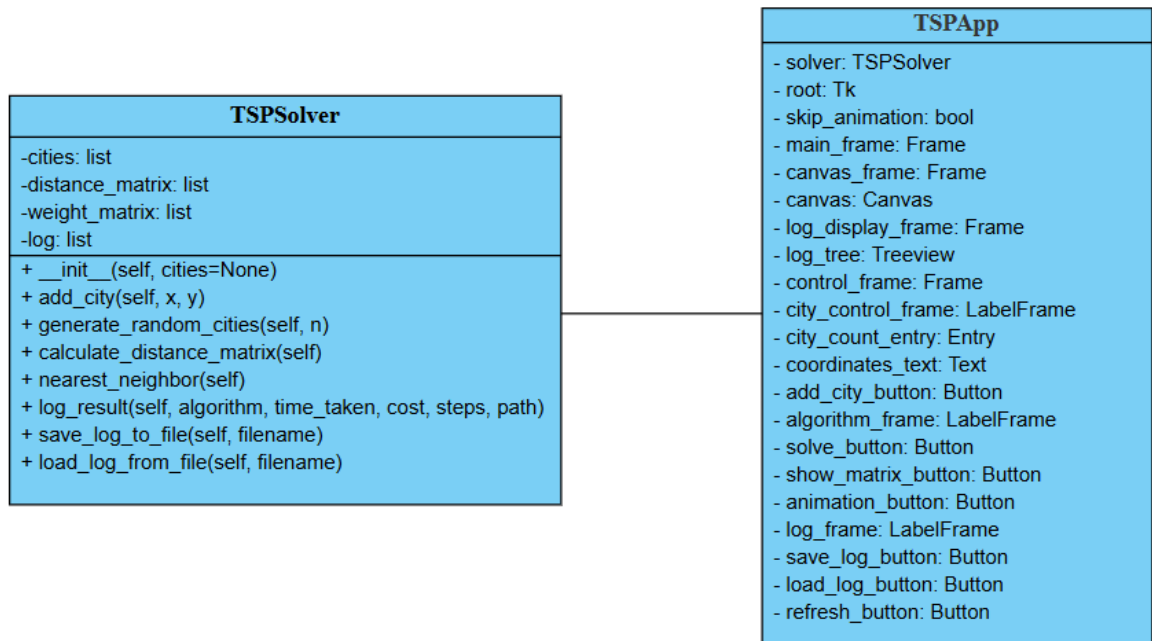 TSPSolver
-cities: list
-distance_matrix: list
-weight_matrix: list
-log: list
+ __init__(self, cities=None)
+ add_city(self, x, y)
+ generate_random_cities(self, n)
+ calculate_distance_matrix(self)
+ nearest_neighbor(self)
+ log_result(self, algorithm, time_taken, cost, steps, path)
+ save_log_to_file(self, filename)
+ load_log_from_file(self, filename)
TSPApp
- solver: TSPSolver
- root: Tk
- skip_animation: bool
- main_frame: Frame
- canvas_frame: Frame
- canvas: Canvas
- log_display_frame: Frame
- log_tree: Treeview
- control_frame: Frame
- city_control_frame: LabelFrame
- city_count_entry: Entry
- coordinates_text: Text
- add_city_button: Button
- algorithm_frame: LabelFrame
- solve_button: Button
- show_matrix_button: Button
- animation_button: Button
- log_frame: LabelFrame
- save_log_button: Button
- load_log_button: Button
- refresh_button: Button